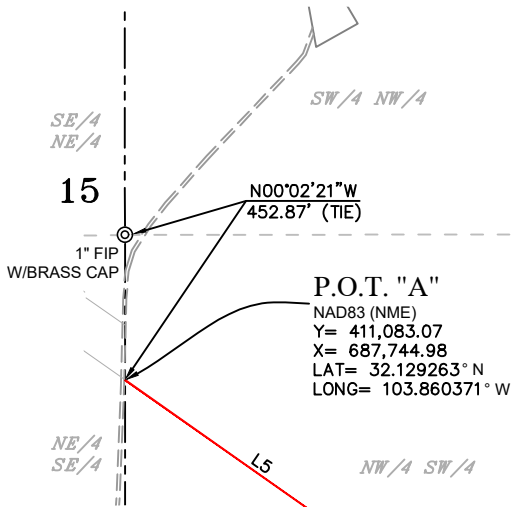 SW/4 NW/4
SE/4
NE/4
15
N00°02'21"W
452.87' (TIE)
1" FIP
W/BRASS CAP
P.O.T. "A"
NAD83 (NME)
Y= 411,083.07
X= 687,744.98
LAT= 32.129263° N
LONG= 103.860371° W
NE/4
SE/4
L5
NW/4 SW/4